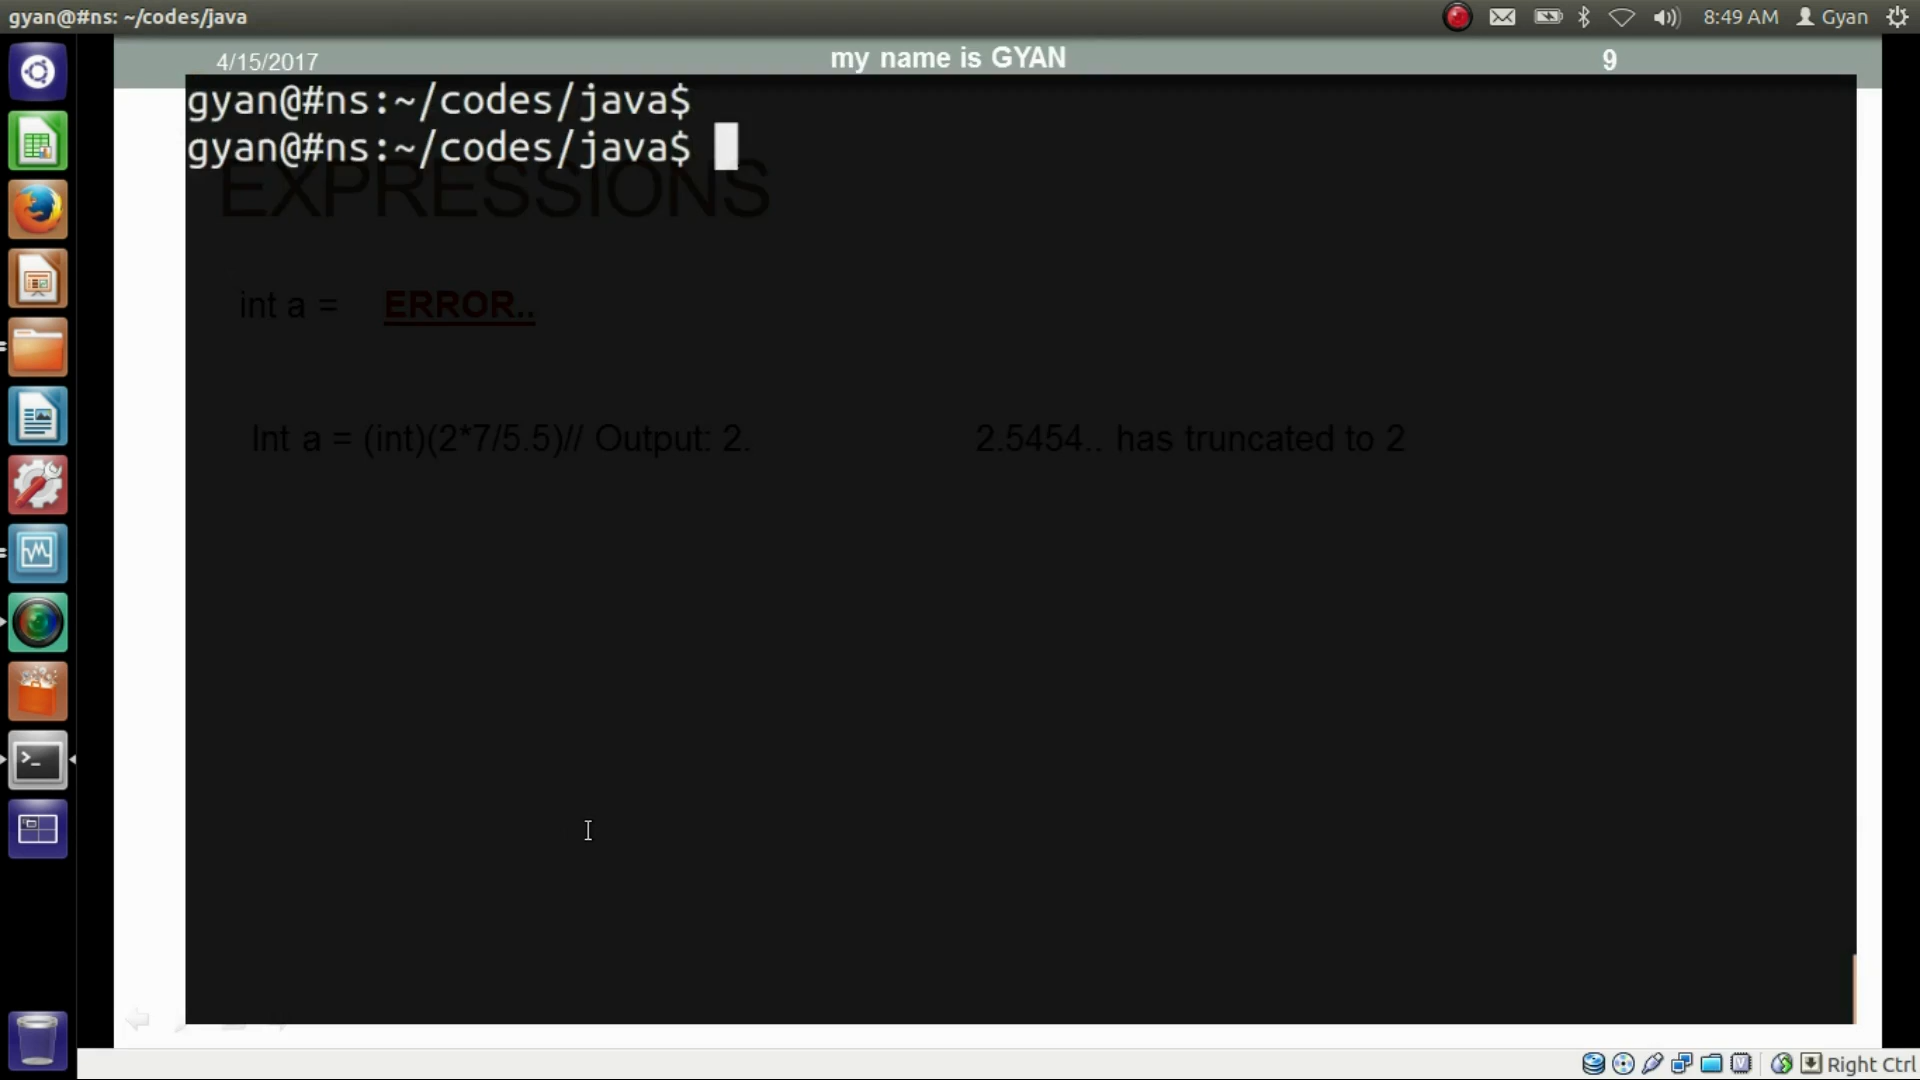 gyan@#ns: ~/codes/java
8:49 AM
Gyan
4/15/2017
my name is GYAN
9
gyan@#ns:~/codes/java$
gyan@#ns:~/codes/java$
EXPRESSIONS
int a = ERROR..
Int a = (int)(2*7/5.5)// Output: 2.
2.5454.. has truncated to 2
Right Ctrl